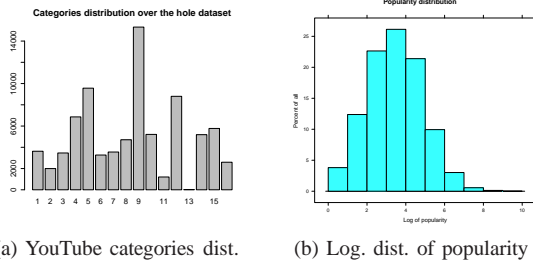 Categories distribution over the hole dataset
14000
10000
6000
2000
0
1 2 3 4 5 6 7 8 9 11 13 15
Popularity distribution
Percent of all
25
20
15
10
5
0
0 2 4 6 8 10
Log of popularity
a) YouTube categories dist.
(b) Log. dist. of popularity